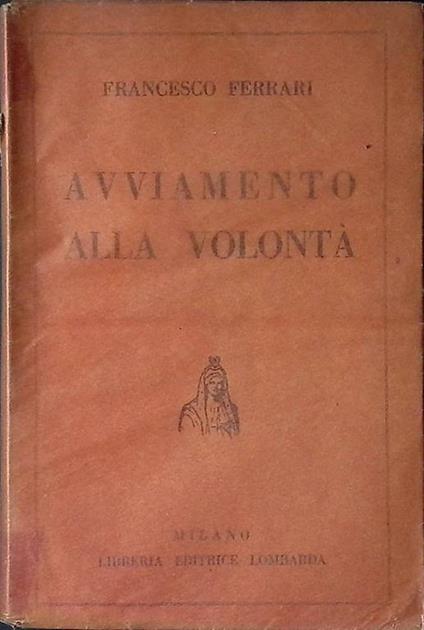 FRANCESCO FERRARI
AVVIAMENTO
ALLA VOLONTÀ
MILANO
LIBRERIA EDITRICE LOMBARDA